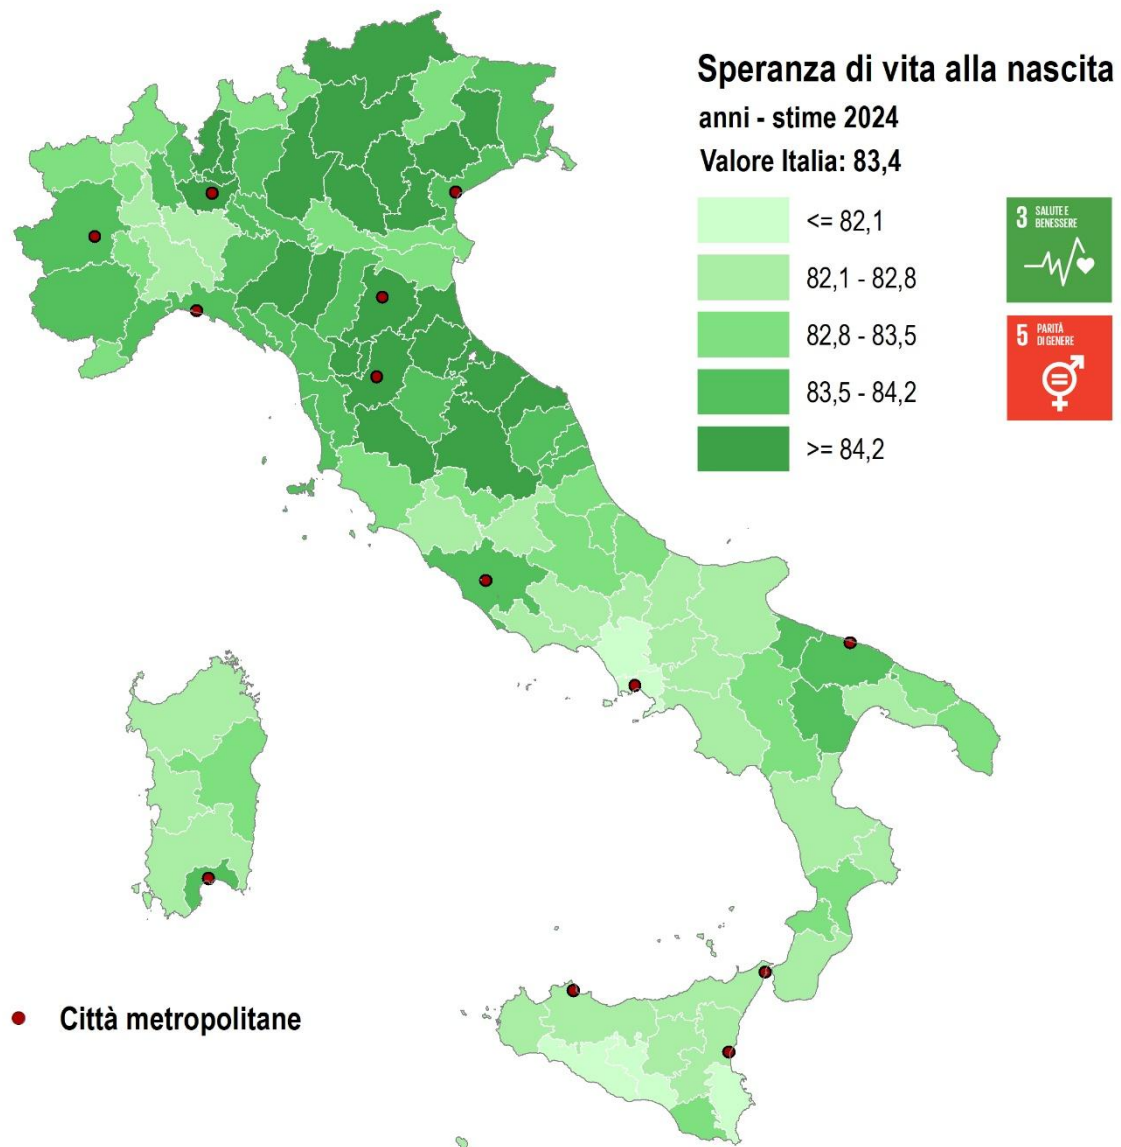 Speranza di vita alla nascita
anni - stime 2024
Valore Italia: 83,4
<= 82,1
82,1 - 82,8
82,8 - 83,5
83,5 - 84,2
>= 84,2
3 SALUTE E
BENESSERE
5 PARITÀ
DI GENERE
Città metropolitane